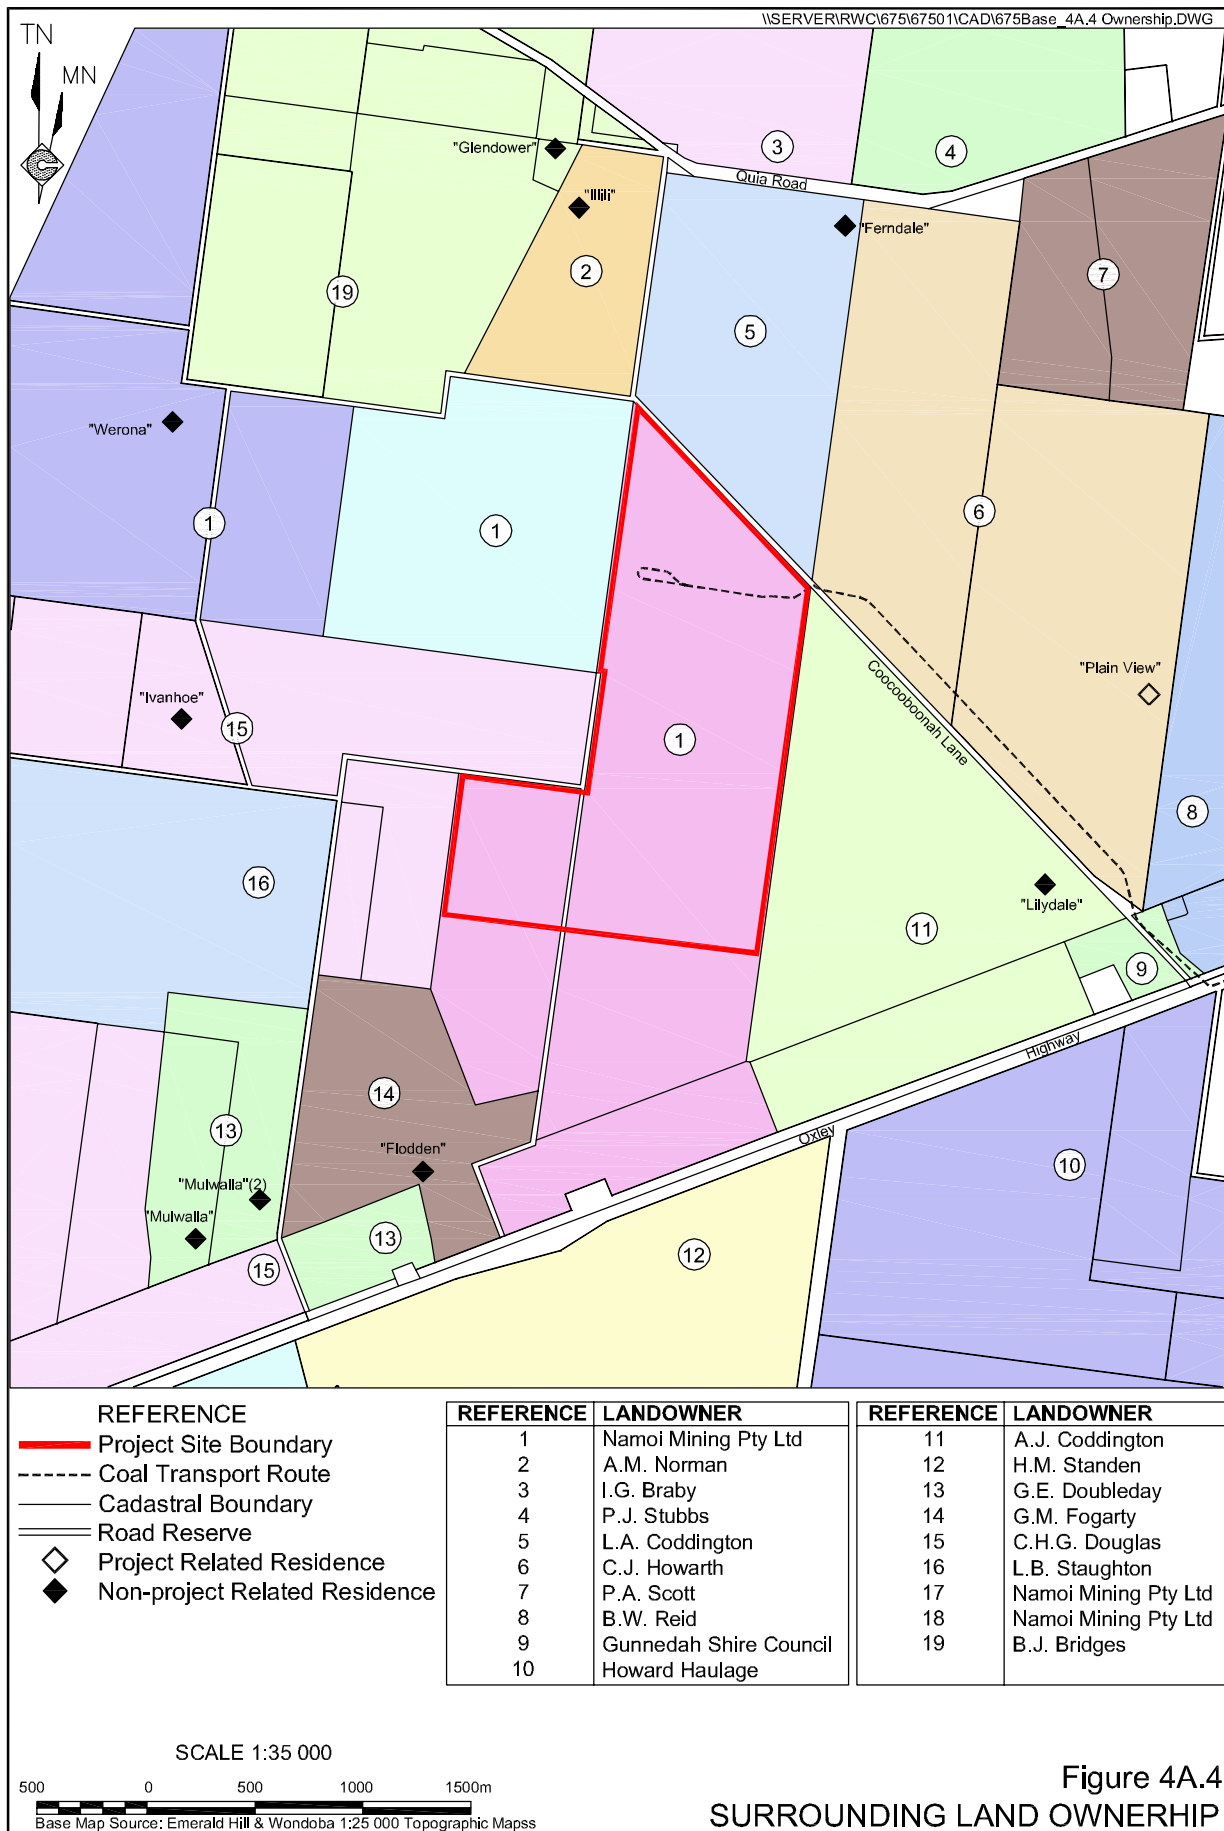 \\SERVER\RWC\675\67501\CAD\675Base_4A.4 Ownership.DWG
TN
MN
"Glendower"
3
4
Quia Road
"Illili"
"Ferndale"
2
7
19
5
"Werona"
1
1
6
"Plain View"
Coocooboonah Lane
"Ivanhoe"
15
1
8
16
"Lilydale"
11
9
Highway
14
13
Oxley
"Flodden"
10
"Mulwalla"(2)
"Mulwalla"
13
12
15
REFERENCE
Project Site Boundary
Coal Transport Route
Cadastral Boundary
Road Reserve
Project Related Residence
Non-project Related Residence
REFERENCE LANDOWNER
1 Namoi Mining Pty Ltd
2 A.M. Norman
3 I.G. Braby
4 P.J. Stubbs
5 L.A. Coddington
6 C.J. Howarth
7 P.A. Scott
8 B.W. Reid
9 Gunnedah Shire Council
10 Howard Haulage
REFERENCE LANDOWNER
11 A.J. Coddington
12 H.M. Standen
13 G.E. Doubleday
14 G.M. Fogarty
15 C.H.G. Douglas
16 L.B. Staughton
17 Namoi Mining Pty Ltd
18 Namoi Mining Pty Ltd
19 B.J. Bridges
SCALE 1:35 000
500 0 500 1000 1500m
Base Map Source: Emerald Hill & Wondoba 1:25 000 Topographic Mapss
Figure 4A.4
SURROUNDING LAND OWNERHIP